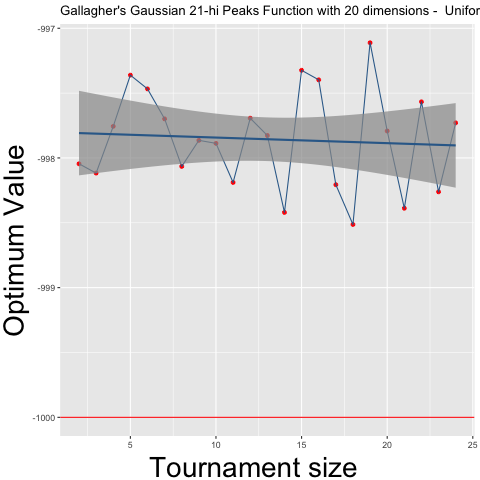 Gallagher's Gaussian 21-hi Peaks Function with 20 dimensions - Unifor
-997
-998
-999
-1000
Optimum Value
5 10 15 20 25
Tournament size